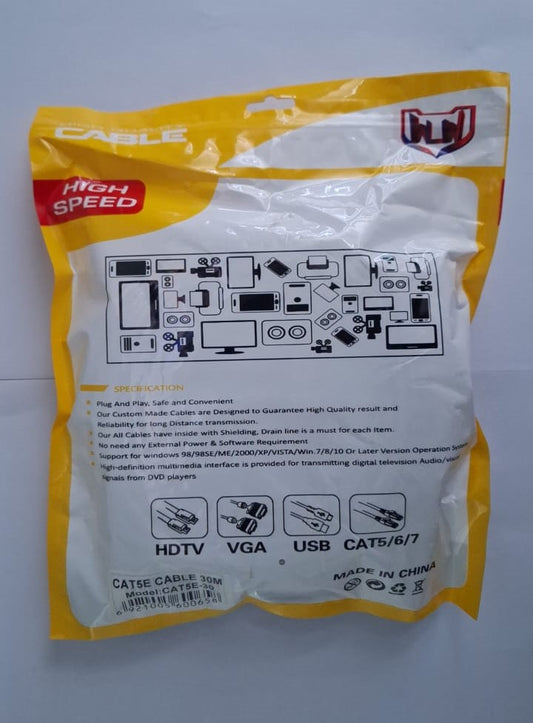 CABLE
HLN
HIGH
SPEED
SPECIFICATION
Plug And Play, Safe and Convenient
Our Custom Made Cables are Designed to Guarantee High Quality result and
Reliability for long Distance transmission.
Our All Cables have inside with Shielding, Drain line is a must for each Item.
No need any External Power & Software Requirement
Support for windows 98/98SE/ME/2000/XP/VISTA/Win.7/8/10 Or Later Version Operation
High-definition multimedia interface is provided for transmitting digital television Audio/
signals from DVD players
HDTV VGA USB CAT5/6/7
MADE IN CHINA
CAT5E CABLE 30M
Model:CAT5E-30
6 921005 600658